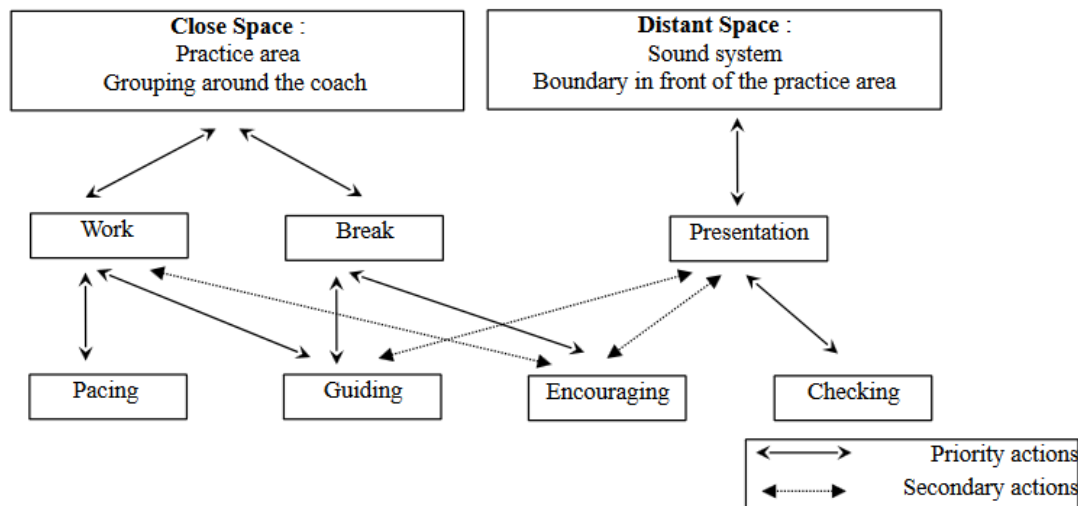 Close Space :
Practice area
Grouping around the coach
Distant Space :
Sound system
Boundary in front of the practice area
Work
Break
Presentation
Pacing
Guiding
Encouraging
Checking
Priority actions
Secondary actions